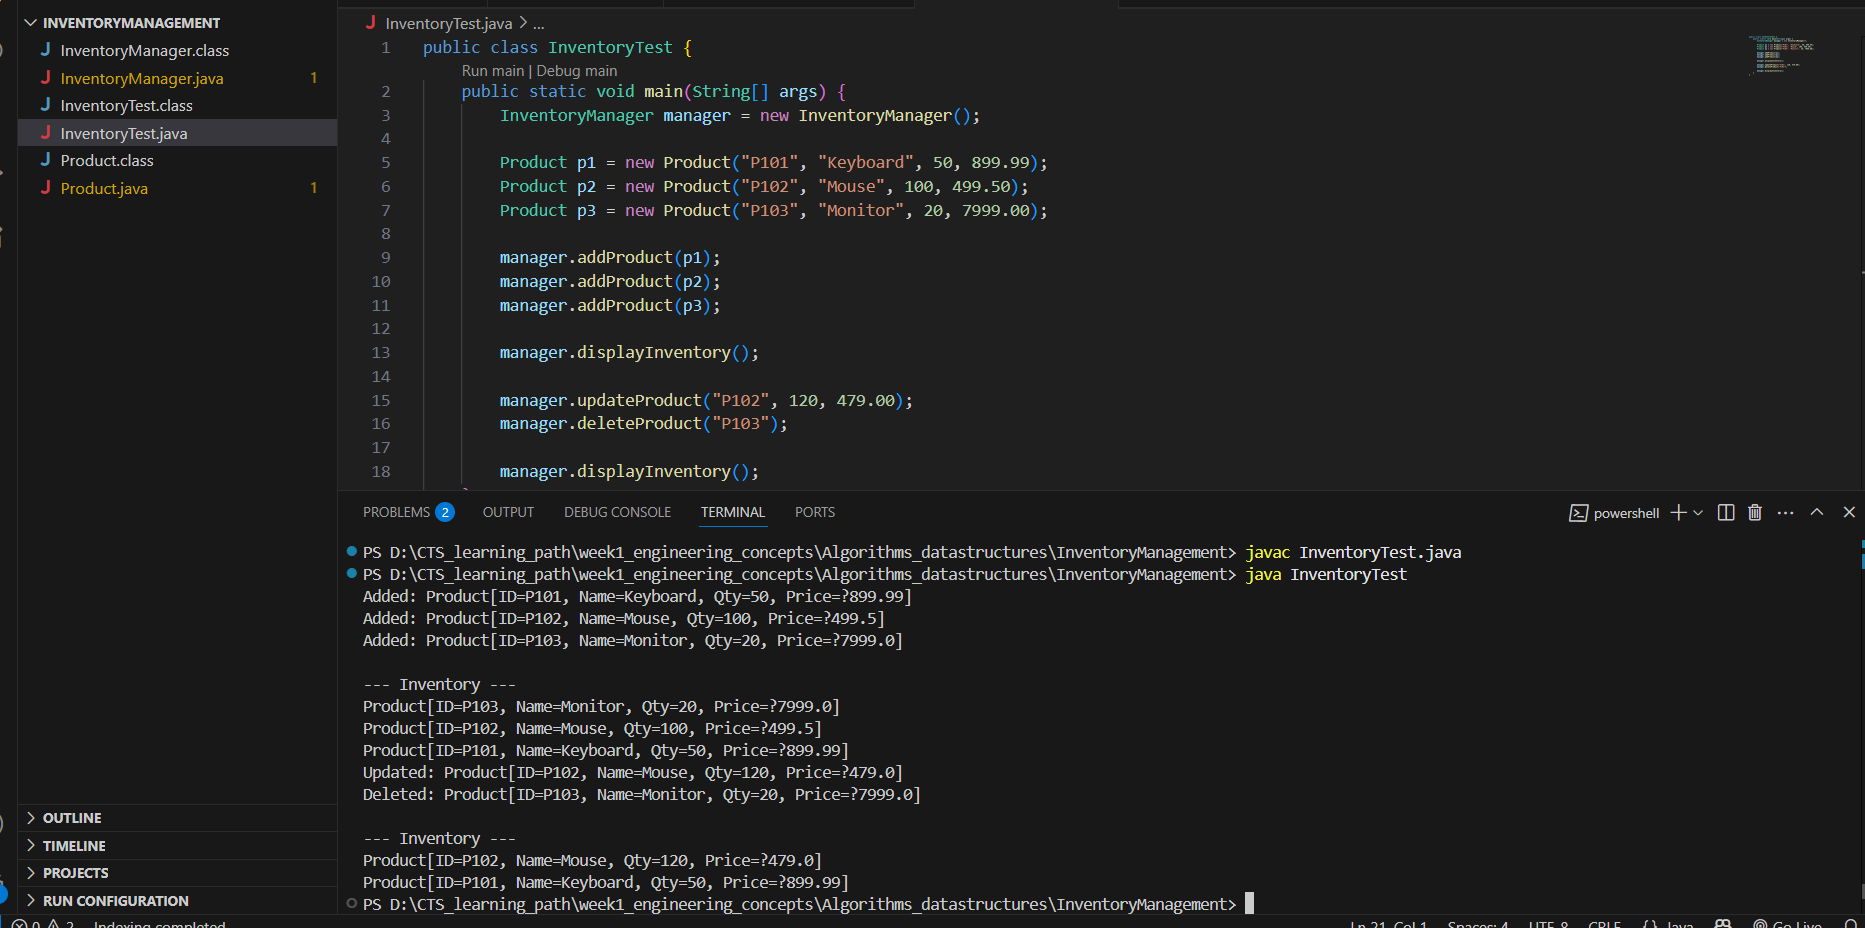 INVENTORYMANAGEMENT
InventoryManager.class
InventoryManager.java 1
InventoryTest.class
InventoryTest.java
Product.class
Product.java 1
OUTLINE
TIMELINE
PROJECTS
RUN CONFIGURATION
InventoryTest.java > ...
1 public class InventoryTest {
Run main | Debug main
2 public static void main(String[] args) {
3 InventoryManager manager = new InventoryManager();
4
5 Product p1 = new Product("P101", "Keyboard", 50, 899.99);
6 Product p2 = new Product("P102", "Mouse", 100, 499.50);
7 Product p3 = new Product("P103", "Monitor", 20, 7999.00);
8
9 manager.addProduct(p1);
10 manager.addProduct(p2);
11 manager.addProduct(p3);
12
13 manager.displayInventory();
14
15 manager.updateProduct("P102", 120, 479.00);
16 manager.deleteProduct("P103");
17
18 manager.displayInventory();
PROBLEMS 2 OUTPUT DEBUG CONSOLE TERMINAL PORTS powershell
PS D:\CTS_learning_path\week1_engineering_concepts\Algorithms_datastructures\InventoryManagement> javac InventoryTest.java
PS D:\CTS_learning_path\week1_engineering_concepts\Algorithms_datastructures\InventoryManagement> java InventoryTest
Added: Product[ID=P101, Name=Keyboard, Qty=50, Price=?899.99]
Added: Product[ID=P102, Name=Mouse, Qty=100, Price=?499.5]
Added: Product[ID=P103, Name=Monitor, Qty=20, Price=?7999.0]
--- Inventory ---
Product[ID=P103, Name=Monitor, Qty=20, Price=?7999.0]
Product[ID=P102, Name=Mouse, Qty=100, Price=?499.5]
Product[ID=P101, Name=Keyboard, Qty=50, Price=?899.99]
Updated: Product[ID=P102, Name=Mouse, Qty=120, Price=?479.0]
Deleted: Product[ID=P103, Name=Monitor, Qty=20, Price=?7999.0]
--- Inventory ---
Product[ID=P102, Name=Mouse, Qty=120, Price=?479.0]
Product[ID=P101, Name=Keyboard, Qty=50, Price=?899.99]
PS D:\CTS_learning_path\week1_engineering_concepts\Algorithms_datastructures\InventoryManagement>
0 2 Indexing completed Ln 21, Col 1 Spaces: 4 UTF-8 CRLF {} Java Go Live